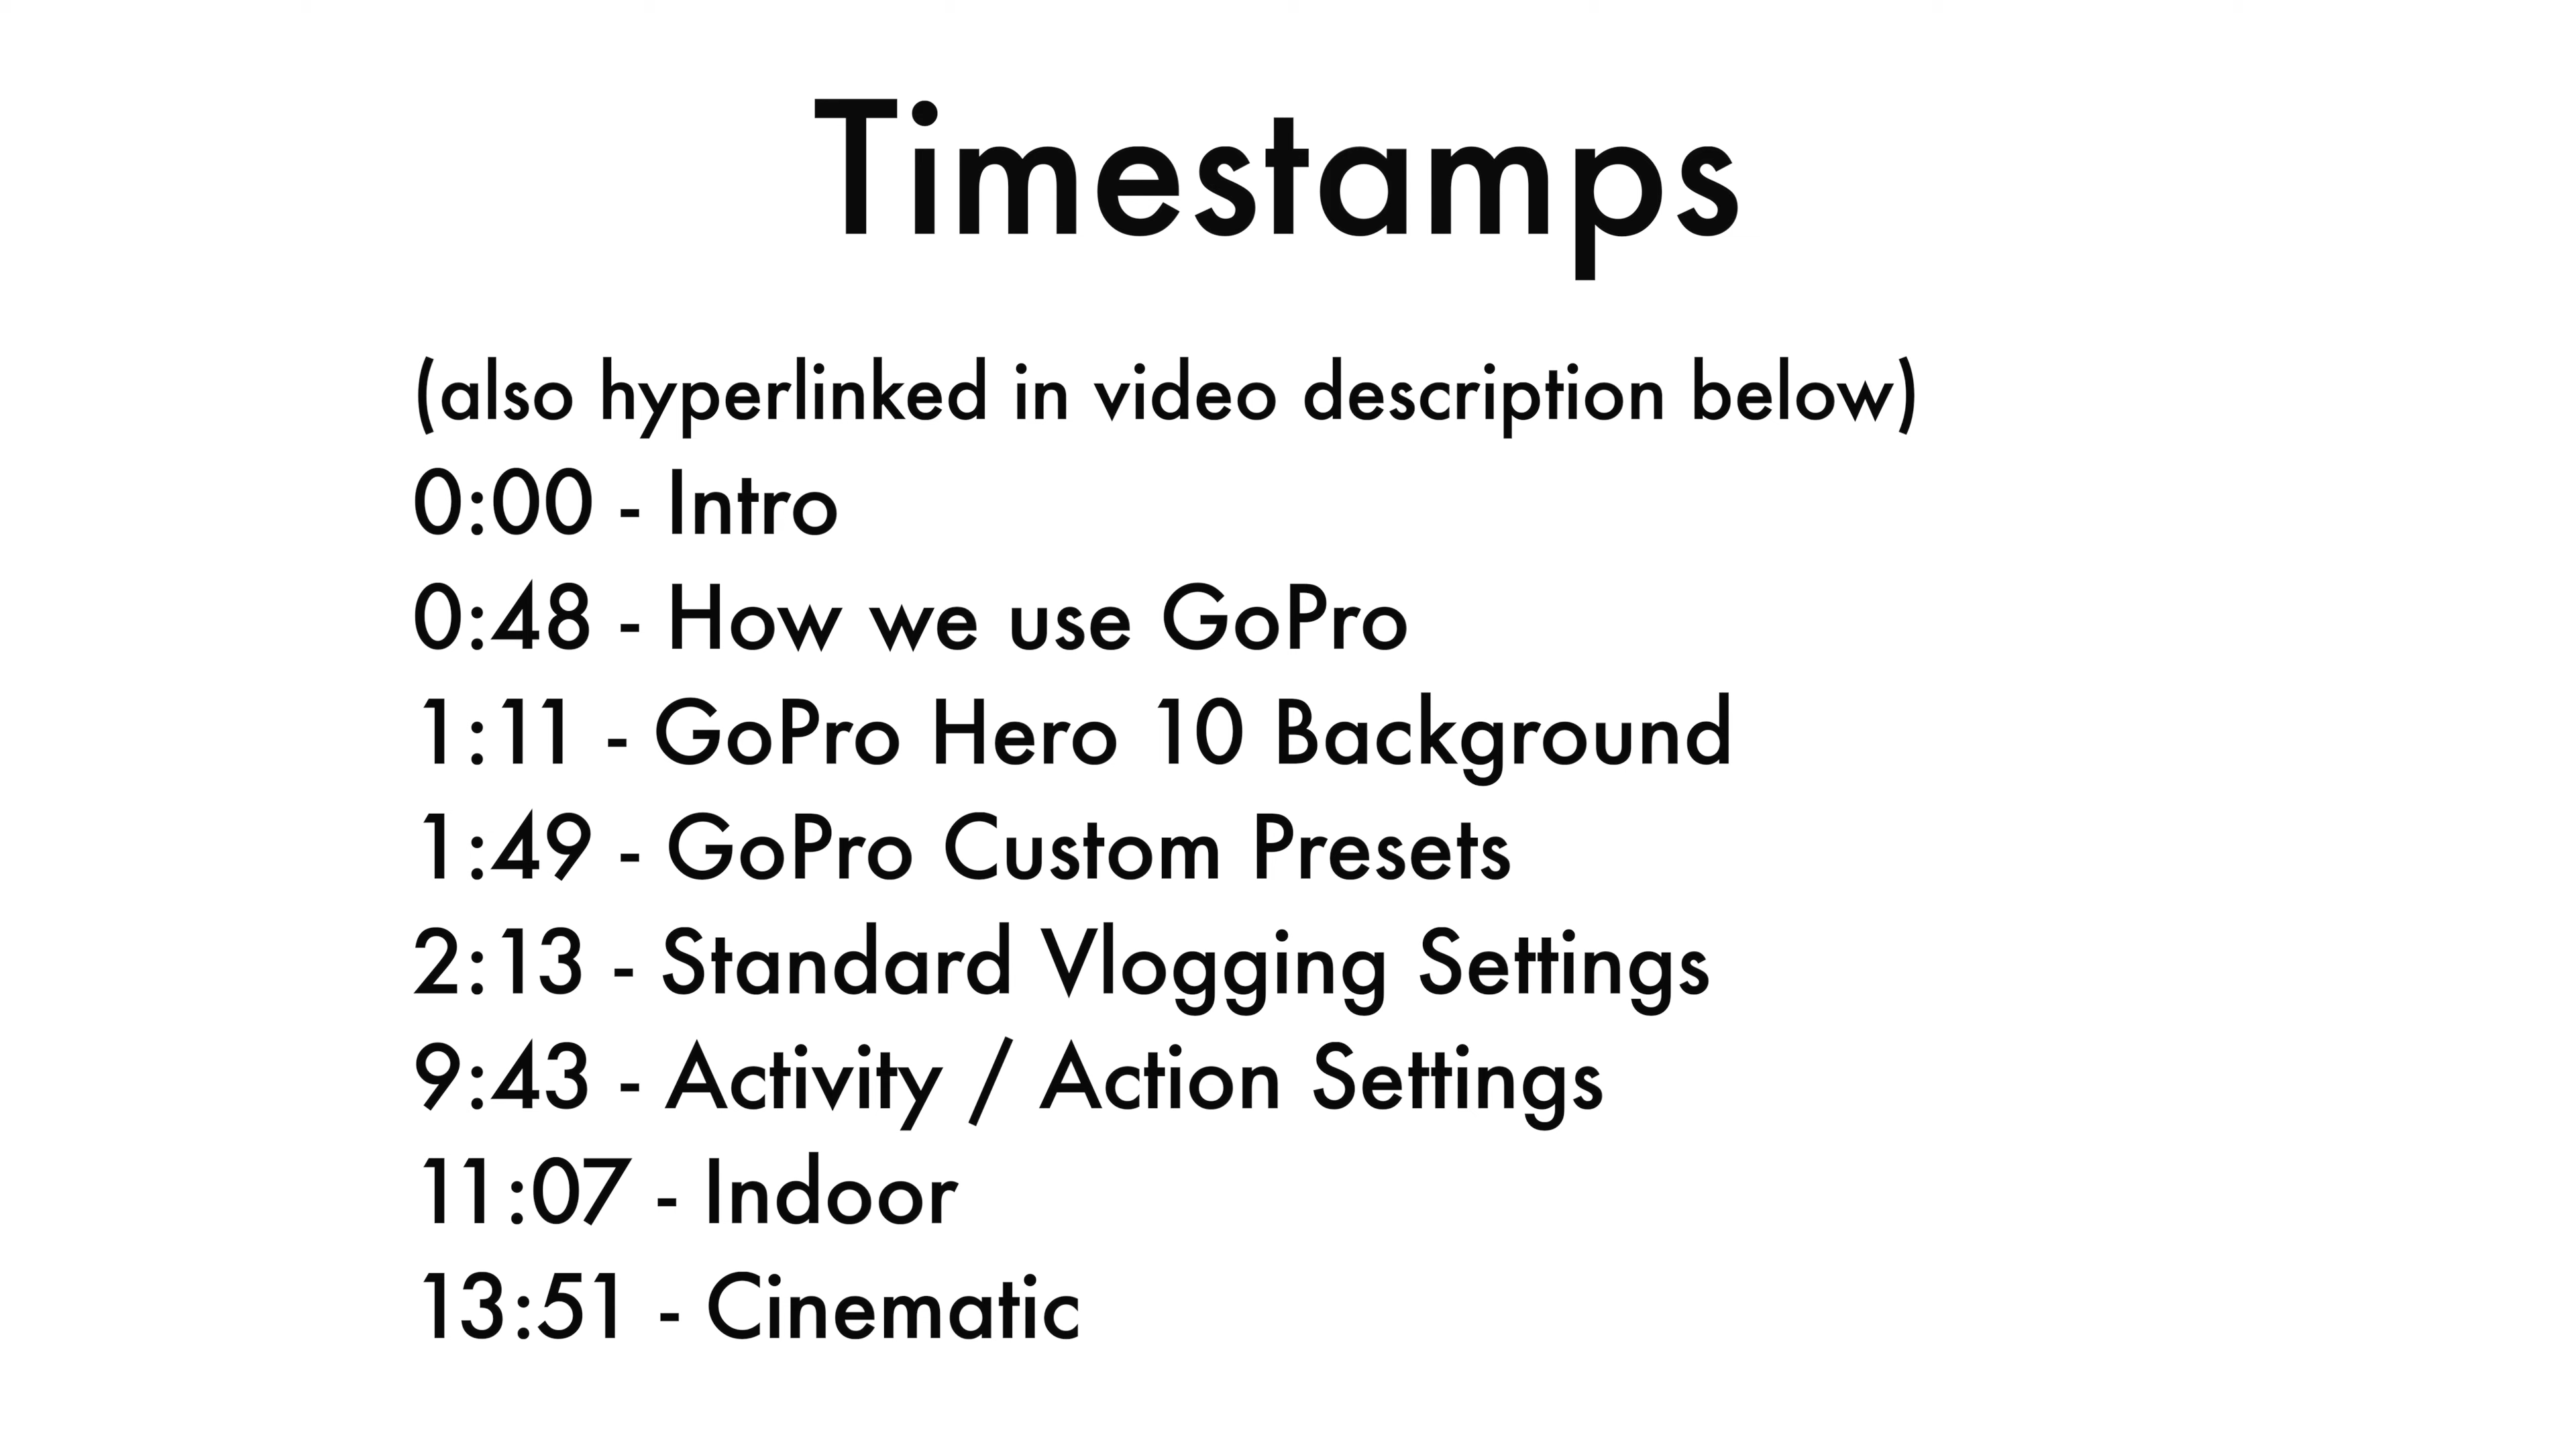 Timestamps
(also hyperlinked in video description below)
0:00 - Intro
0:48 - How we use GoPro
1:11 - GoPro Hero 10 Background
1:49 - GoPro Custom Presets
2:13 - Standard Vlogging Settings
9:43 - Activity / Action Settings
11:07 - Indoor
13:51 - Cinematic